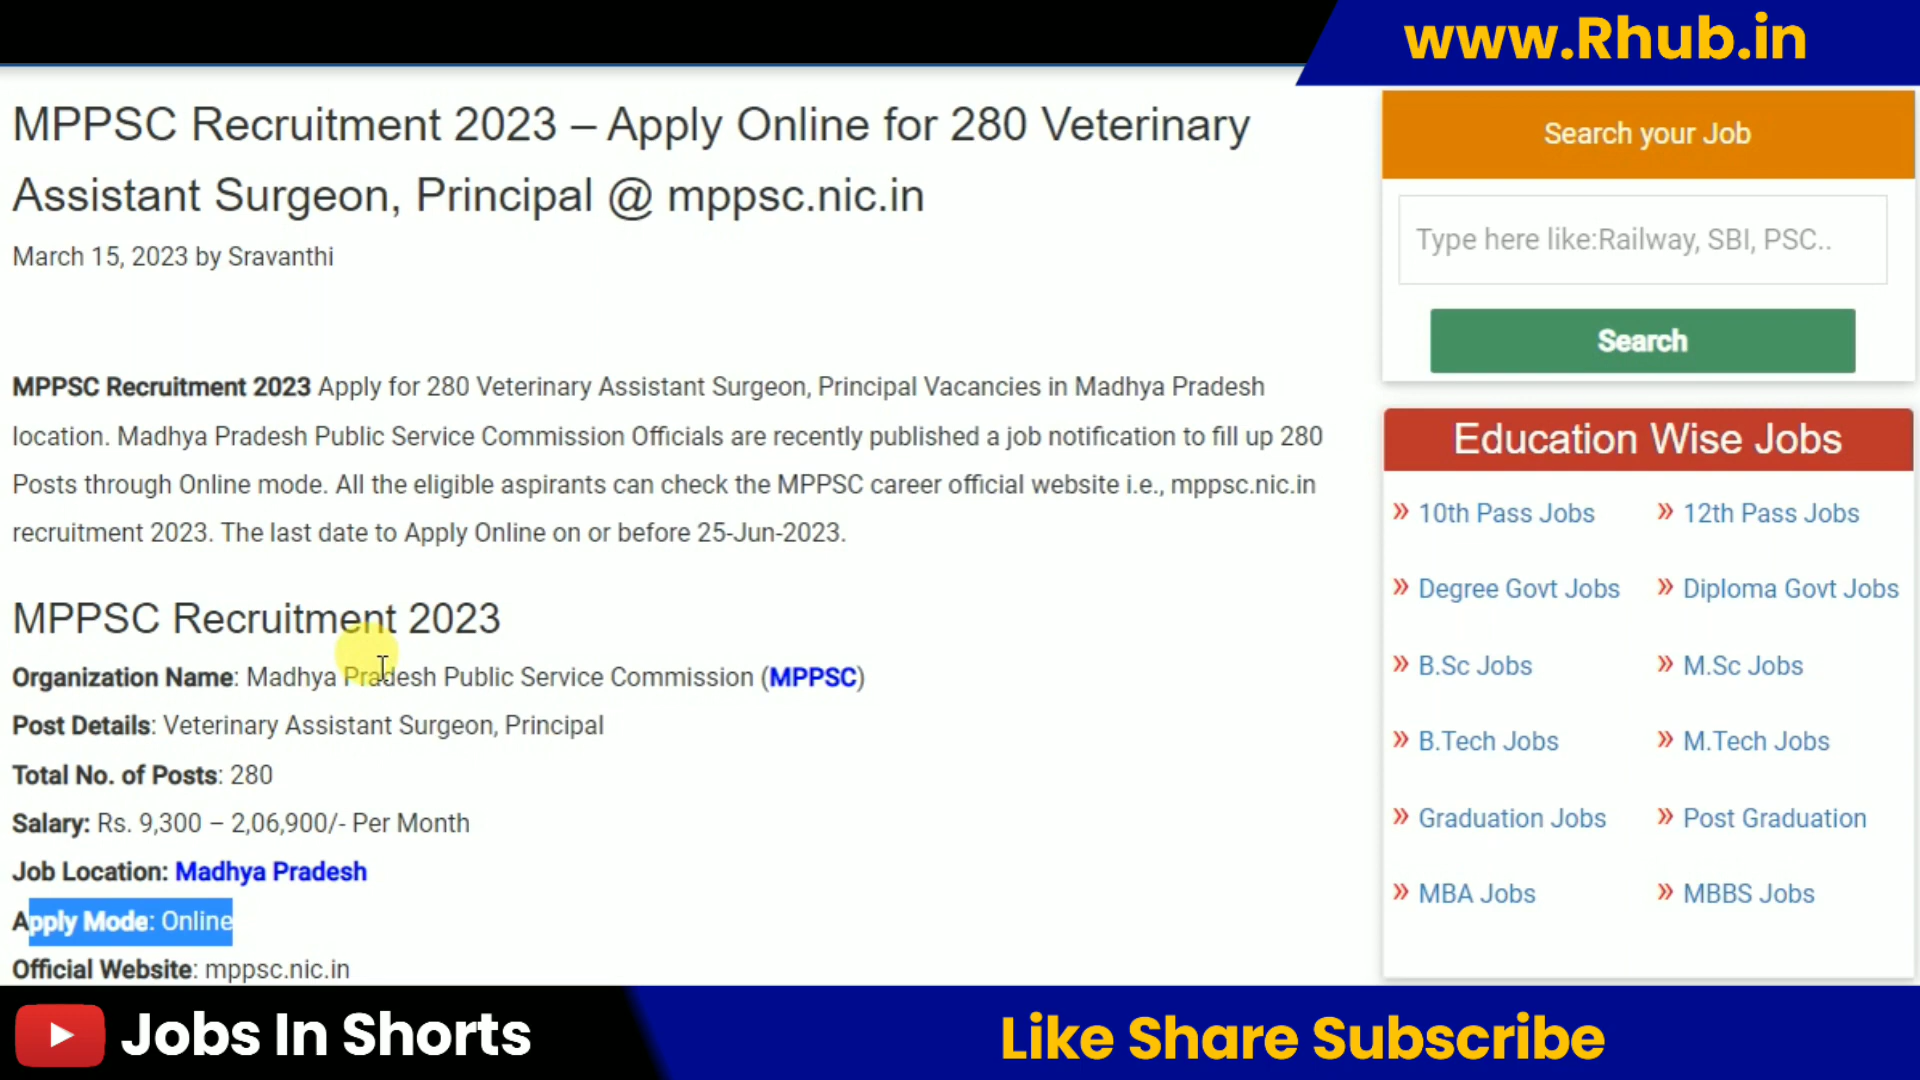 www.Rhub.in
MPPSC Recruitment 2023 – Apply Online for 280 Veterinary
Assistant Surgeon, Principal @ mppsc.nic.in
March 15, 2023 by Sravanthi
MPPSC Recruitment 2023 Apply for 280 Veterinary Assistant Surgeon, Principal Vacancies in Madhya Pradesh
location. Madhya Pradesh Public Service Commission Officials are recently published a job notification to fill up 280
Posts through Online mode. All the eligible aspirants can check the MPPSC career official website i.e., mppsc.nic.in
recruitment 2023. The last date to Apply Online on or before 25-Jun-2023.
MPPSC Recruitment 2023
Organization Name: Madhya Pradesh Public Service Commission (MPPSC)
Post Details: Veterinary Assistant Surgeon, Principal
Total No. of Posts: 280
Salary: Rs. 9,300 – 2,06,900/- Per Month
Job Location: Madhya Pradesh
Apply Mode: Online
Official Website: mppsc.nic.in
Search your Job
Type here like:Railway, SBI, PSC..
Search
Education Wise Jobs
» 10th Pass Jobs » 12th Pass Jobs
» Degree Govt Jobs » Diploma Govt Jobs
» B.Sc Jobs » M.Sc Jobs
» B.Tech Jobs » M.Tech Jobs
» Graduation Jobs » Post Graduation
» MBA Jobs » MBBS Jobs
Jobs In Shorts
Like Share Subscribe